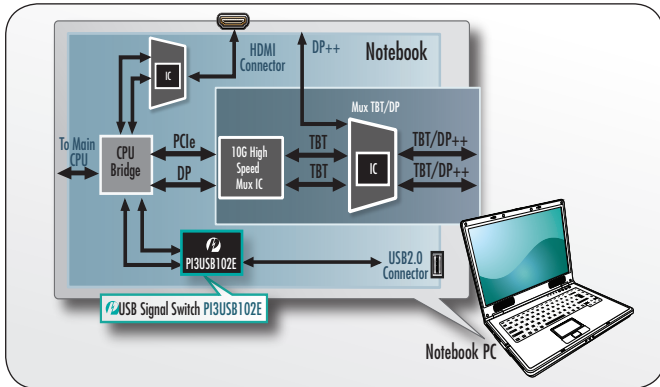 HDMI
Connector
DP++
Notebook
IC
Mux TBT/DP
To Main
CPU
CPU
Bridge
PCIe
DP
10G High
Speed
Mux IC
TBT
TBT
IC
TBT/DP++
TBT/DP++
PI3USB102E
USB2.0
Connector
USB Signal Switch PI3USB102E
Notebook PC